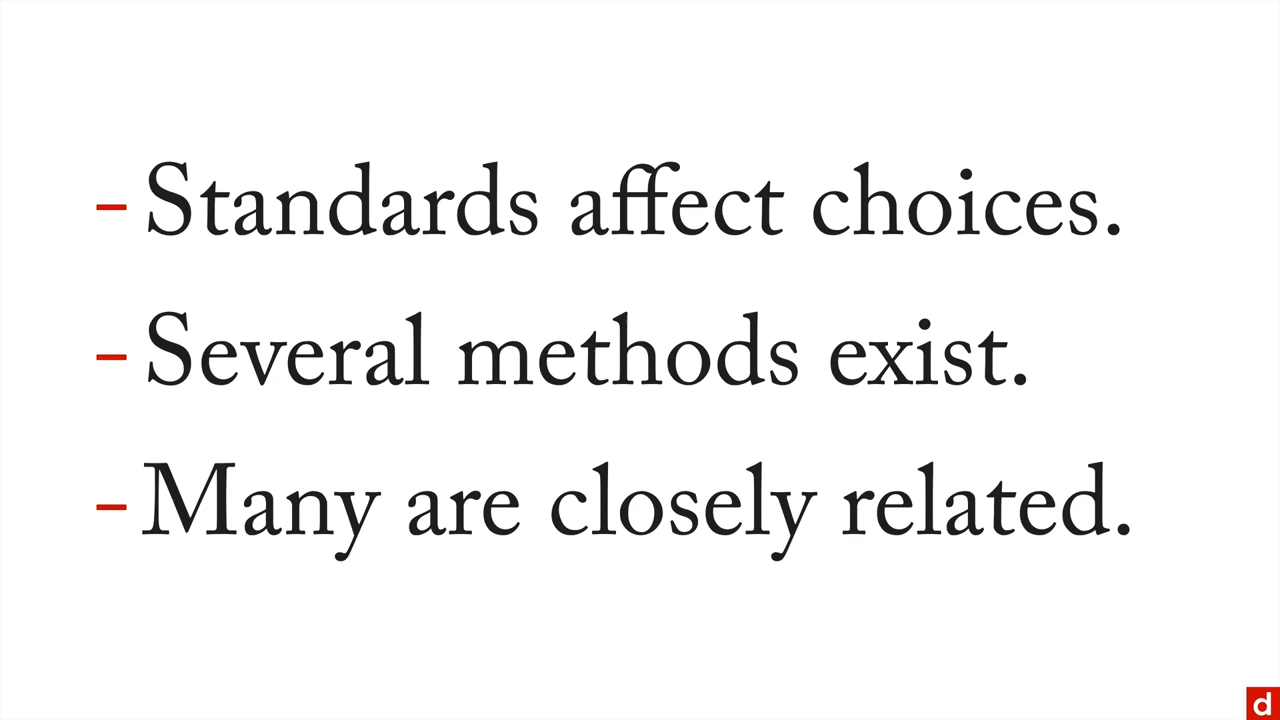 – Standards affect choices.
– Several methods exist.
– Many are closely related.
d